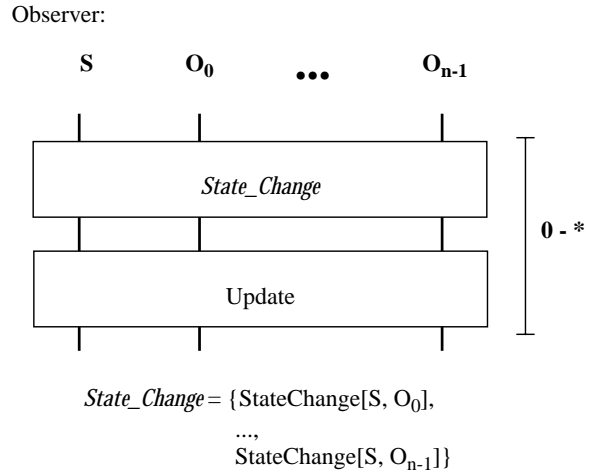 Observer:
S O0 ... On-1
State_Change
0 - *
Update
State_Change = {StateChange[S, O0],
...,
StateChange[S, On-1]}